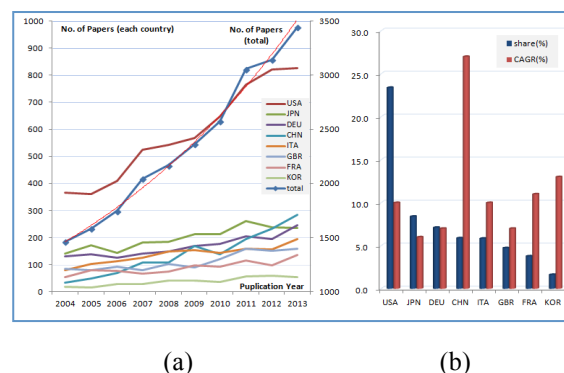 No. of Papers (each country)
No. of Papers
(total)
1000
900
800
700
600
500
400
300
200
100
0
3500
3000
2500
2000
1500
1000
USA
JPN
DEU
CHN
ITA
GBR
FRA
KOR
total
Puplication Year
2004 2005 2006 2007 2008 2009 2010 2011 2012 2013
(a)
30.0
25.0
20.0
15.0
10.0
5.0
0.0
share(%)
CAGR(%)
USA JPN DEU CHN ITA GBR FRA KOR
(b)